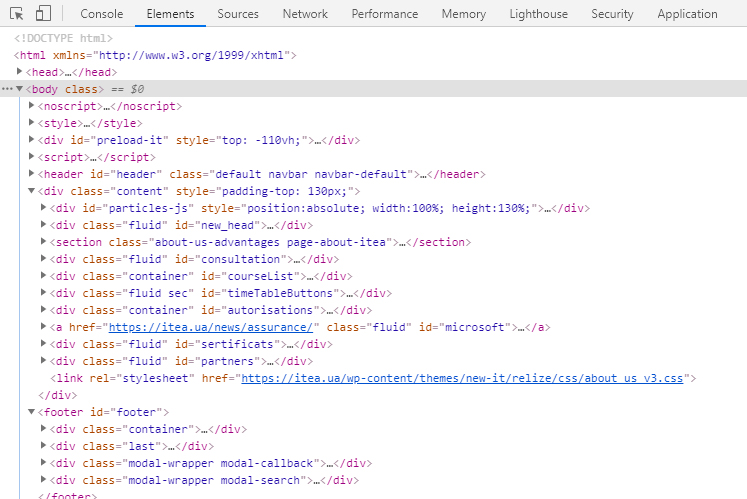 Console Elements Sources Network Performance Memory Lighthouse Security Application
<!DOCTYPE html>
<html xmlns="http://www.w3.org/1999/xhtml">
<head>…</head>
<body class> == $0
<noscript>…</noscript>
<style>…</style>
<div id="preload-it" style="top: -110vh;">…</div>
<script>…</script>
<header id="header" class="default navbar navbar-default">…</header>
<div class="content" style="padding-top: 130px;">
<div id="particles-js" style="position:absolute; width:100%; height:130%;">…</div>
<div class="fluid" id="new_head">…</div>
<section class="about-us-advantages page-about-itea">…</section>
<div class="fluid" id="consultation">…</div>
<div class="container" id="courseList">…</div>
<div class="fluid sec" id="timeTableButtons">…</div>
<div class="container" id="autorisations">…</div>
<a href="https://itea.ua/news/assurance/" class="fluid" id="microsoft">…</a>
<div class="fluid" id="sertificats">…</div>
<div class="fluid" id="partners">…</div>
<link rel="stylesheet" href="https://itea.ua/wp-content/themes/new-it/relize/css/about_us_v3.css">
</div>
<footer id="footer">
<div class="container">…</div>
<div class="last">…</div>
<div class="modal-wrapper modal-callback">…</div>
<div class="modal-wrapper modal-search">…</div>
</footer>